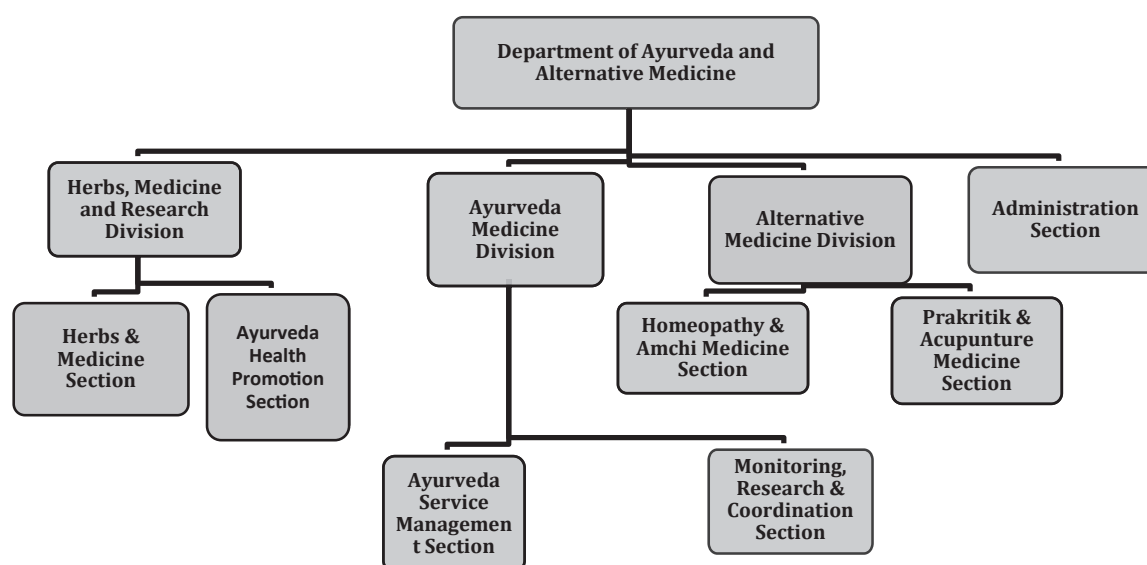 Department of Ayurveda and
Alternative Medicine
Herbs, Medicine
and Research
Division
Ayurveda
Medicine
Division
Alternative
Medicine Division
Administration
Section
Herbs &
Medicine
Section
Ayurveda
Health
Promotion
Section
Homeopathy &
Amchi Medicine
Section
Prakritik &
Acupunture
Medicine
Section
Ayurveda
Service
Managemen
t Section
Monitoring,
Research &
Coordination
Section